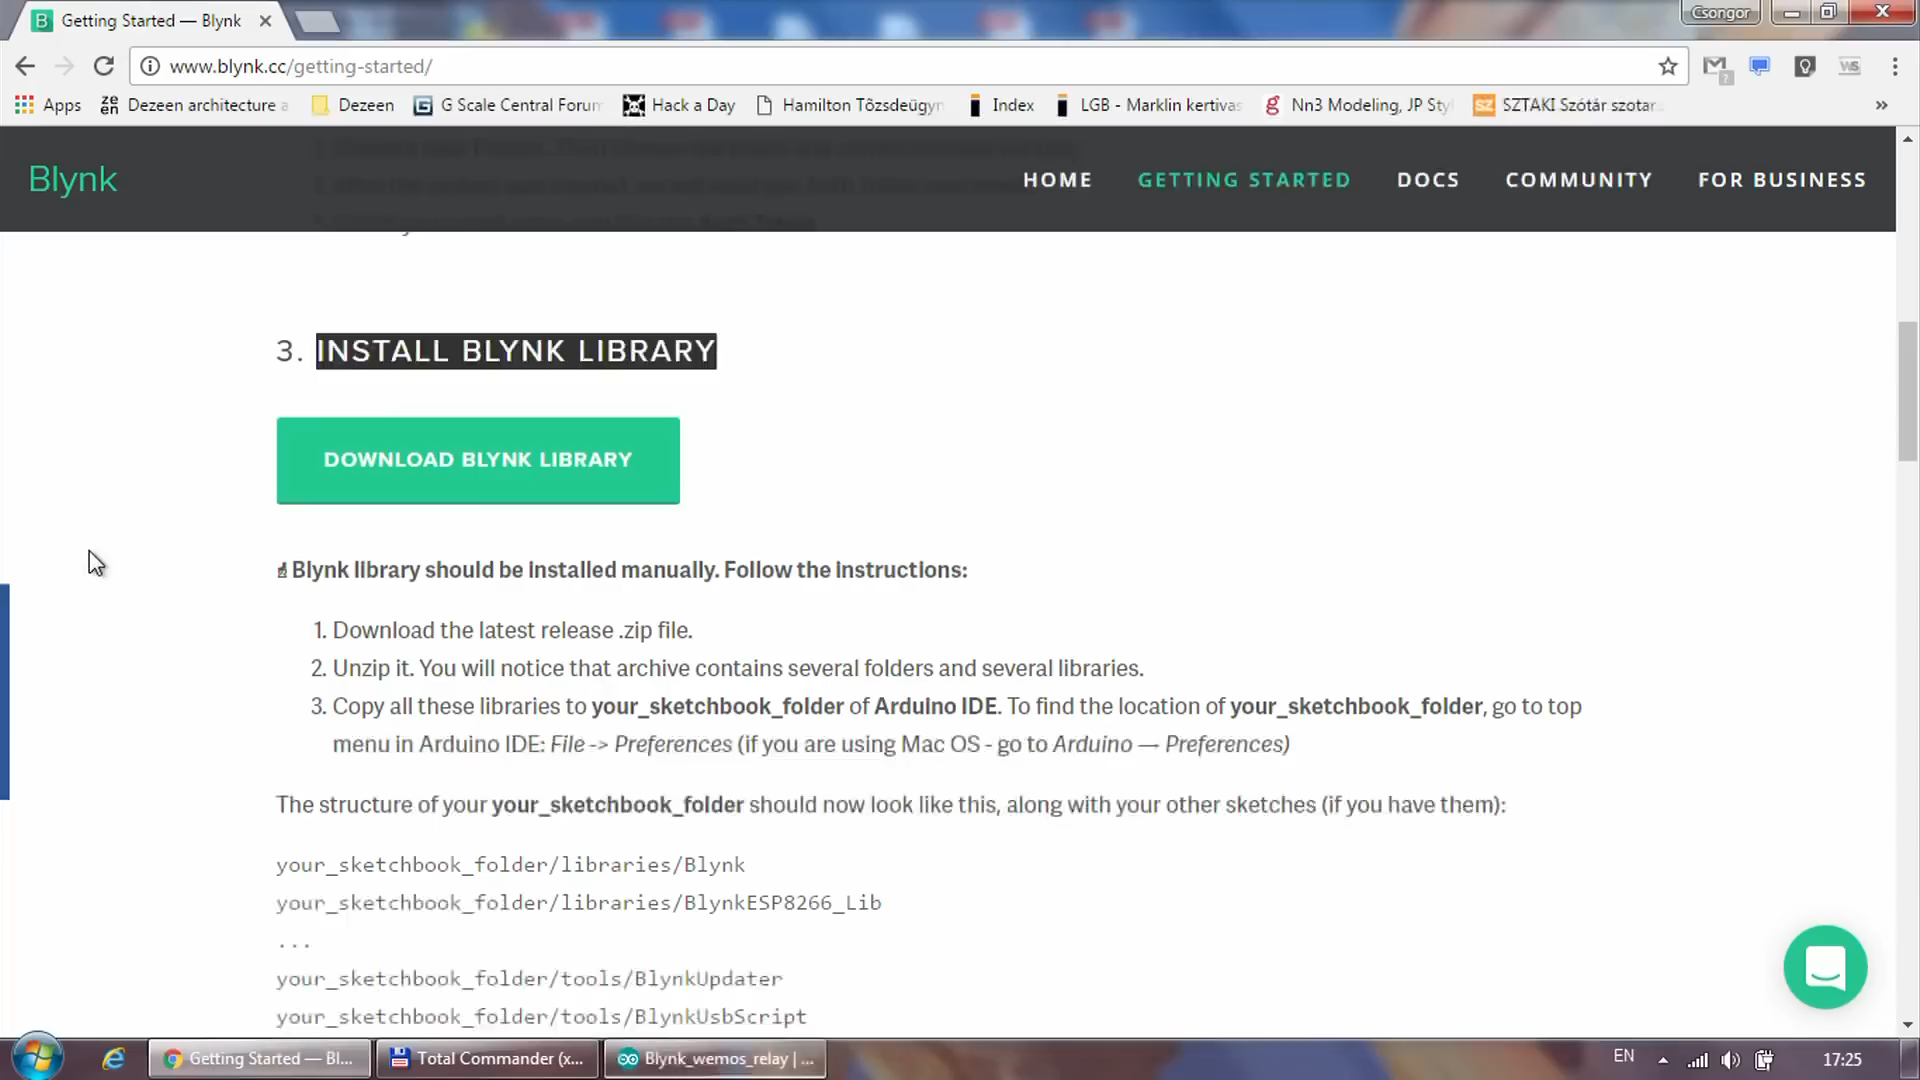 Getting Started — Blynk
Csongor
www.blynk.cc/getting-started/
Apps
Dezeen architecture a
Dezeen
G Scale Central Forum
Hack a Day
Hamilton Tőzsdeügyn
Index
LGB - Marklin kertivas
Nn3 Modeling, JP Styl
SZTAKI Szótár szotar
Blynk
HOME
GETTING STARTED
DOCS
COMMUNITY
FOR BUSINESS
3. INSTALL BLYNK LIBRARY
DOWNLOAD BLYNK LIBRARY
Blynk library should be installed manually. Follow the instructions:
1. Download the latest release .zip file.
2. Unzip it. You will notice that archive contains several folders and several libraries.
3. Copy all these libraries to your_sketchbook_folder of Arduino IDE. To find the location of your_sketchbook_folder, go to top
menu in Arduino IDE: File -> Preferences (if you are using Mac OS - go to Arduino — Preferences)
The structure of your your_sketchbook_folder should now look like this, along with your other sketches (if you have them):
your_sketchbook_folder/libraries/Blynk
your_sketchbook_folder/libraries/BlynkESP8266_Lib
...
your_sketchbook_folder/tools/BlynkUpdater
your_sketchbook_folder/tools/BlynkUsbScript
Getting Started — Bl...
Total Commander (x...
Blynk_wemos_relay | ...
EN
17:25